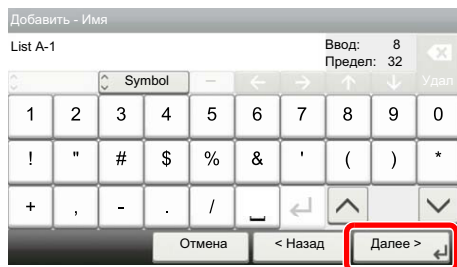 Добавить - Имя
List A-1
Ввод: 8
Предел: 32
Symbol Удал
1 2 3 4 5 6 7 8 9 0
! " # $ % & ' ( ) *
+ , - . / _
Отмена < Назад Далее >